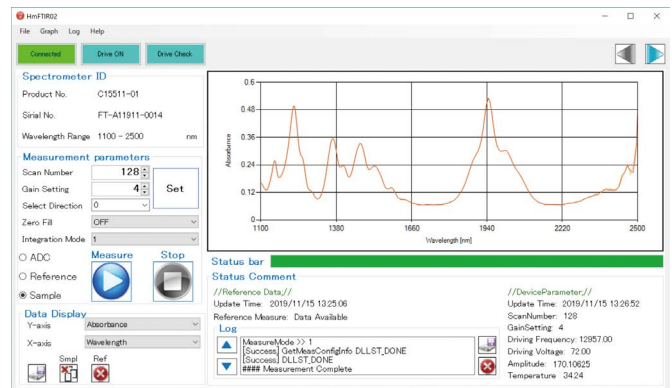 HmFTIR02
File Graph Log Help
Connected Drive ON Drive Check
Spectrometer ID
Product No. C15511-01
Sirial No. FT-A11911-0014
Wavelength Range 1100 - 2500 nm
Measurement parameters
Scan Number 128
Gain Setting 4
Set
Select Direction 0
Zero Fill OFF
Integration Mode 1
ADC
Reference
Sample
Measure Stop
Data Display
Y-axis Absorbance
X-axis Wavelength
Smpl Ref
0.6
0.48
0.36
0.24
0.12
0
Absorbance
1100 1380 1660 1940 2220 2500
Wavelength [nm]
Status bar
Status Comment
//Reference Data;//
Update Time: 2019/11/15 13:25:06
Reference Measure: Data Available
Log
MeasureMode >> 1
[Success] GetMeasConfigInfo DLLST_DONE
[Success] DLLST_DONE
#### Measurement Complete
//DeviceParameter;//
Update Time: 2019/11/15 13:26:52
ScanNumber: 128
GainSetting: 4
Driving Frequency: 12957.00
Driving Voltage: 72.00
Amplitude: 170.10625
Temperature 34.24